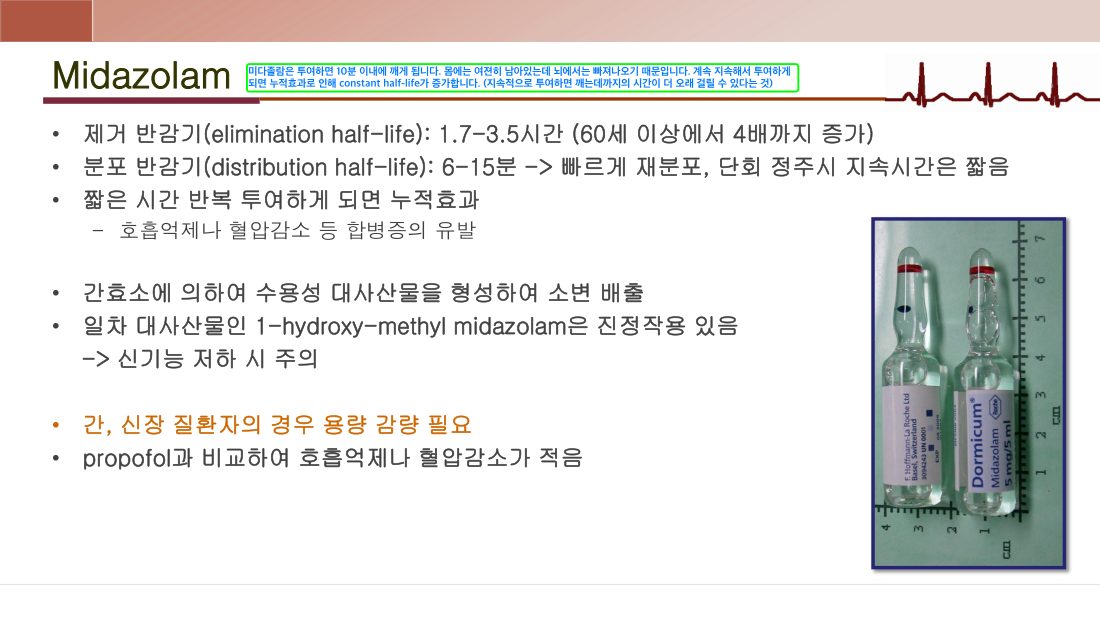 Midazolam
미다졸람은 투여하면 10분 이내에 깨게 됩니다. 몸에는 여전히 남아있는데 뇌에서는 빠져나오기 때문입니다. 계속 지속해서 투여하게
되면 누적효과로 인해 constant half-life가 증가합니다. (지속적으로 투여하면 깨는데까지의 시간이 더 오래 걸릴 수 있다는 것)
• 제거 반감기(elimination half-life): 1.7-3.5시간 (60세 이상에서 4배까지 증가)
• 분포 반감기(distribution half-life): 6-15분 -> 빠르게 재분포, 단회 정주시 지속시간은 짧음
• 짧은 시간 반복 투여하게 되면 누적효과
– 호흡억제나 혈압감소 등 합병증의 유발
• 간효소에 의하여 수용성 대사산물을 형성하여 소변 배출
• 일차 대사산물인 1-hydroxy-methyl midazolam은 진정작용 있음
-> 신기능 저하 시 주의
• 간, 신장 질환자의 경우 용량 감량 필요
• propofol과 비교하여 호흡억제나 혈압감소가 적음
F. Hoffmann-La Roche Ltd
Basel, Switzerland
Dormicum®
Roche
Midazolam
5 mg/5 ml
7
6
5
4
3
2
1
cm
4
3
2
1
cm